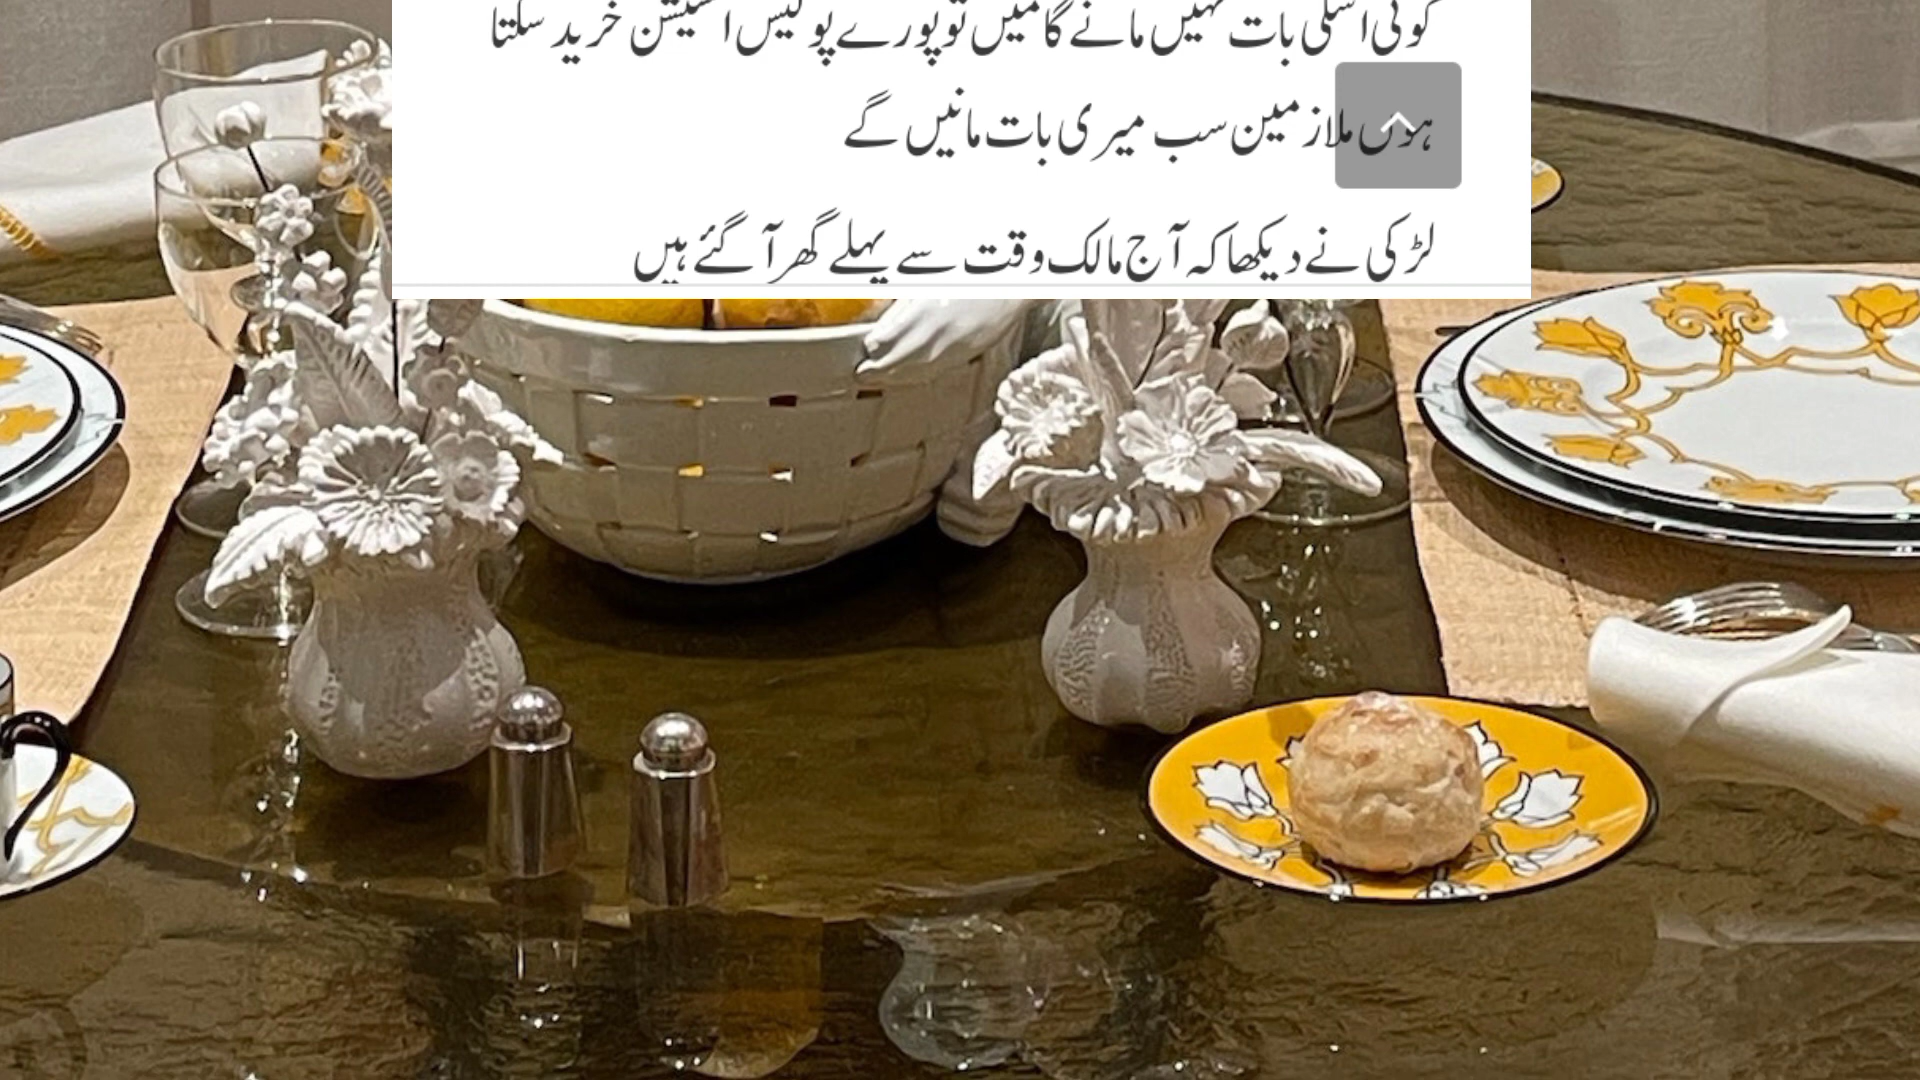 کوئی اسکی بات نہیں مانے گا میں تو پورے پولیس اسٹیشن خرید سکتا
ہوں ملازمین سب میری بات مانیں گے
لڑکی نے دیکھا کہ آج مالک وقت سے پہلے گھر آ گئے ہیں